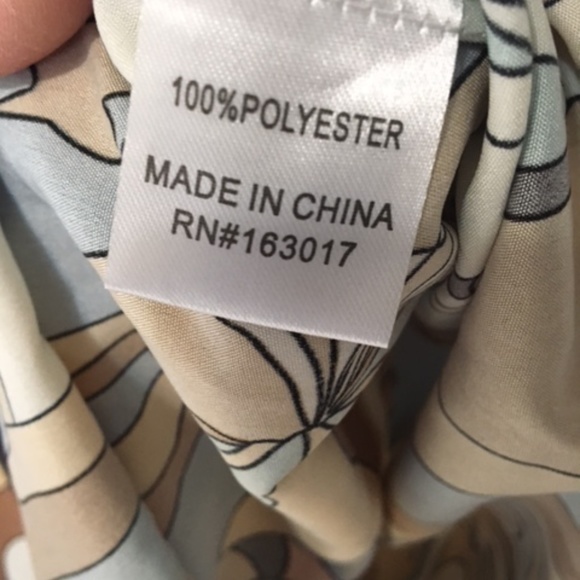 100%POLYESTER
MADE IN CHINA
RN#163017